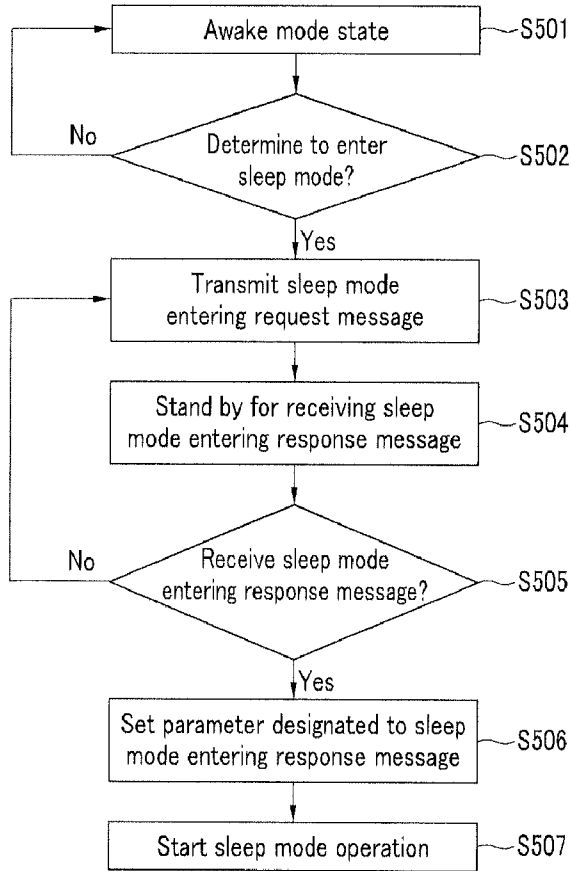 Awake mode state
S501
No
Determine to enter
sleep mode?
S502
Yes
Transmit sleep mode
entering request message
S503
Stand by for receiving sleep
mode entering response message
S504
No
Receive sleep mode
entering response message?
S505
Yes
Set parameter designated to sleep
mode entering response message
S506
Start sleep mode operation
S507